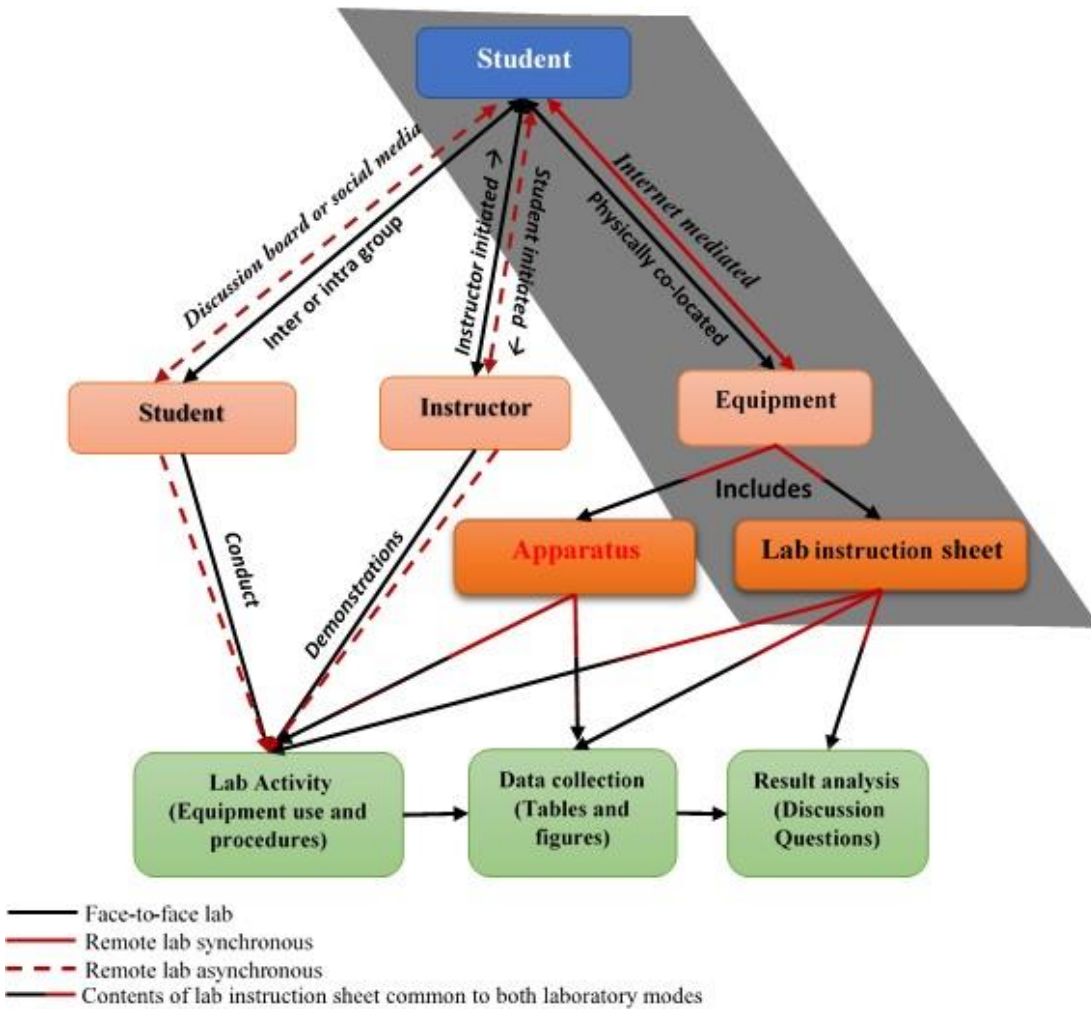 Student
Discussion board or social media
Inter or intra group
Instructor initiated →
Student initiated →
Internet mediated
Physically co-located
Student
Instructor
Equipment
Includes
Apparatus
Lab instruction sheet
Conduct
Demonstrations
Lab Activity
(Equipment use and
procedures)
Data collection
(Tables and
figures)
Result analysis
(Discussion
Questions)
Face-to-face lab
Remote lab synchronous
Remote lab asynchronous
Contents of lab instruction sheet common to both laboratory modes